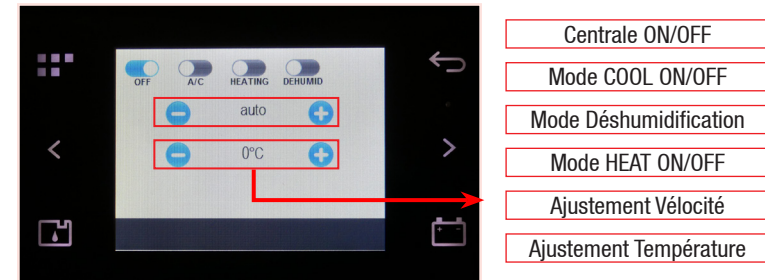 OFF A/C HEATING DEHUMID
auto
0°C
Centrale ON/OFF
Mode COOL ON/OFF
Mode Déshumidification
Mode HEAT ON/OFF
Ajustement Vélocité
Ajustement Température